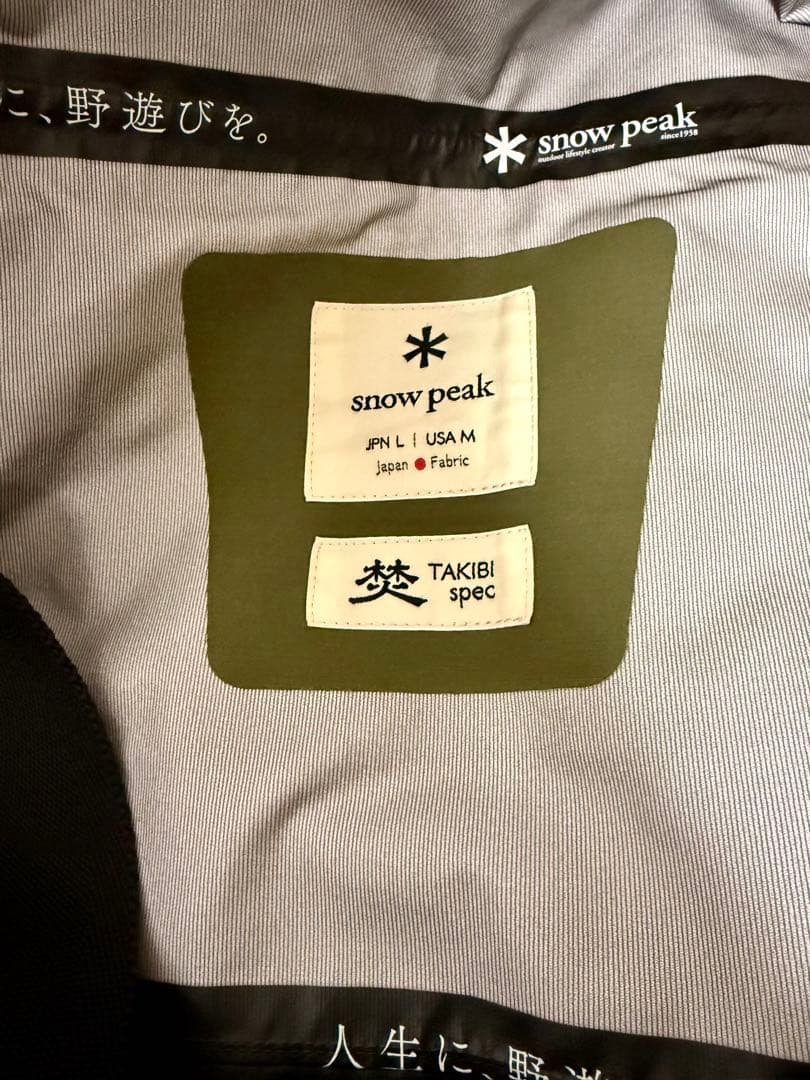 に、野遊びを。
snow peak
since1958
outdoor lifestyle creator
snow peak
JPN L | USA M
Japan Fabric
焚 TAKIBI
spec
人生に、野遊